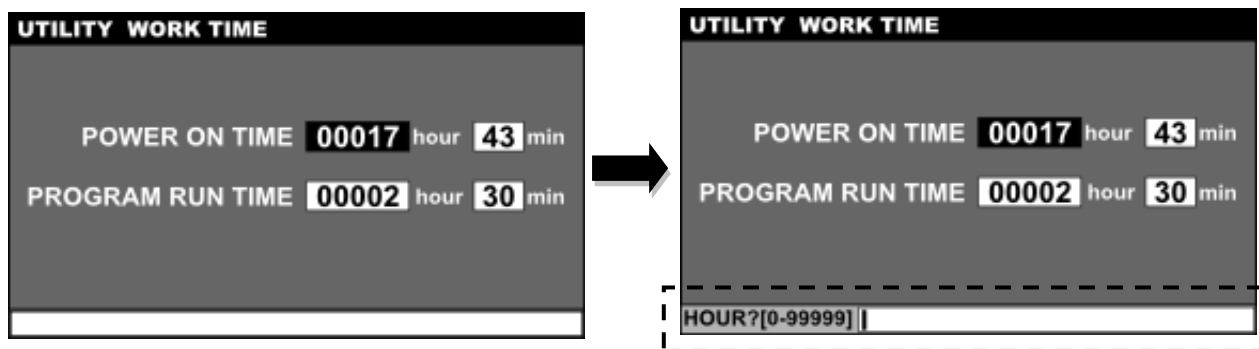 UTILITY WORK TIME
POWER ON TIME 00017 hour 43 min
PROGRAM RUN TIME 00002 hour 30 min
UTILITY WORK TIME
POWER ON TIME 00017 hour 43 min
PROGRAM RUN TIME 00002 hour 30 min
HOUR?[0-99999]